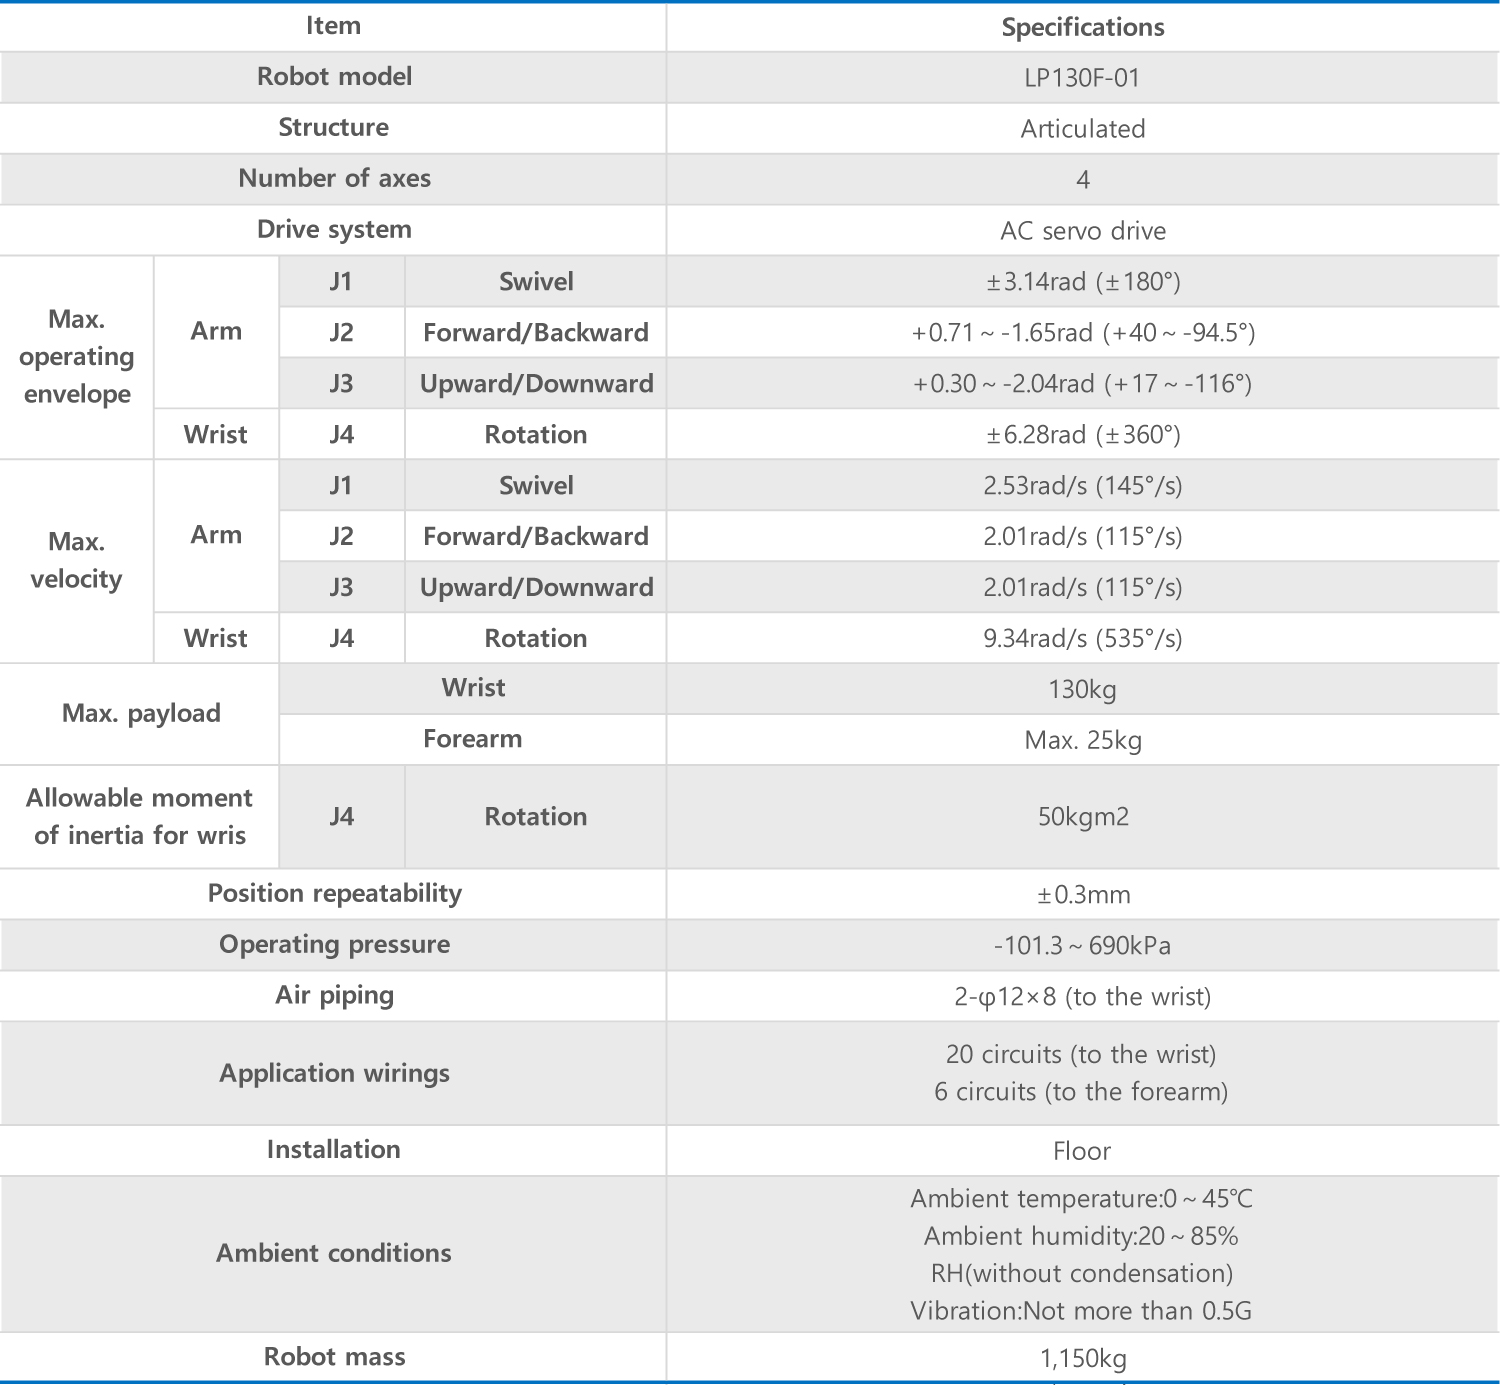 Item
Specifications
Robot model
LP130F-01
Structure
Articulated
Number of axes
4
Drive system
AC servo drive
Max.
operating
envelope
Arm
J1
Swivel
±3.14rad (±180°)
J2
Forward/Backward
+0.71 ~ -1.65rad (+40 ~ -94.5°)
J3
Upward/Downward
+0.30 ~ -2.04rad (+17 ~ -116°)
Wrist
J4
Rotation
±6.28rad (±360°)
Max.
velocity
Arm
J1
Swivel
2.53rad/s (145°/s)
J2
Forward/Backward
2.01rad/s (115°/s)
J3
Upward/Downward
2.01rad/s (115°/s)
Wrist
J4
Rotation
9.34rad/s (535°/s)
Max. payload
Wrist
130kg
Forearm
Max. 25kg
Allowable moment
of inertia for wris
J4
Rotation
50kgm2
Position repeatability
±0.3mm
Operating pressure
-101.3 ~ 690kPa
Air piping
2-φ12×8 (to the wrist)
Application wirings
20 circuits (to the wrist)
6 circuits (to the forearm)
Installation
Floor
Ambient conditions
Ambient temperature:0 ~ 45℃
Ambient humidity:20 ~ 85%
RH(without condensation)
Vibration:Not more than 0.5G
Robot mass
1,150kg